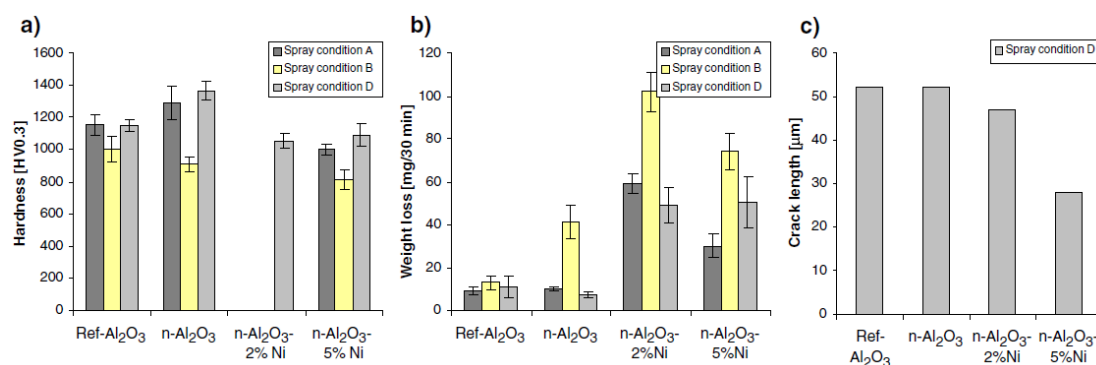 a)
1600
1400
1200
1000
800
600
400
200
0
Hardness [HV0.3]
Spray condition A
Spray condition B
Spray condition D
Ref-Al₂O₃ n-Al₂O₃ n-Al₂O₃- n-Al₂O₃-
2% Ni 5% Ni
b)
120
100
80
60
40
20
0
Weight loss [mg/30 min]
Spray condition A
Spray condition B
Spray condition D
Ref-Al₂O₃ n-Al₂O₃ n-Al₂O₃- n-Al₂O₃-
2%Ni 5%Ni
c)
60
50
40
30
20
10
0
Crack length [µm]
Spray condition D
Ref- n-Al₂O₃ n-Al₂O₃- n-Al₂O₃-
Al₂O₃ 2%Ni 5%Ni